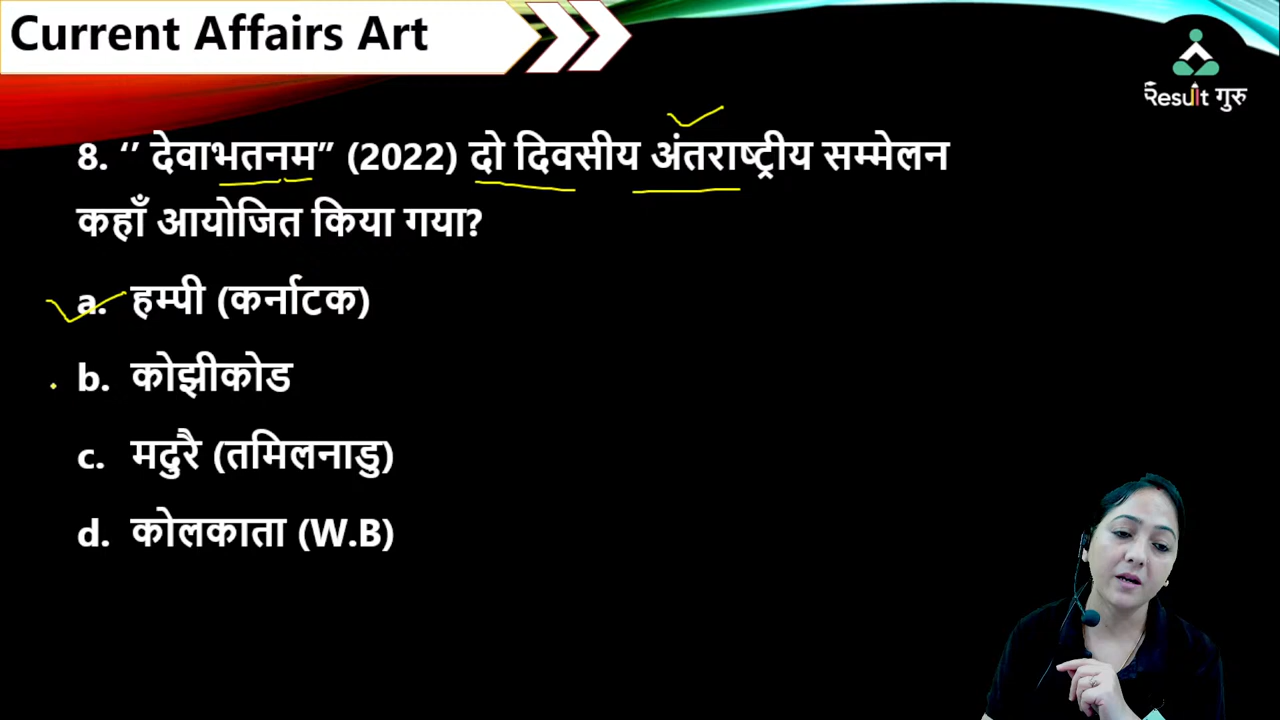 Current Affairs Art
Result गुरु
8. ‘’ देवाभतनम” (2022) दो दिवसीय अंतराष्ट्रीय सम्मेलन
कहाँ आयोजित किया गया?
a. हम्पी (कर्नाटक)
b. कोझीकोड
c. मदुरै (तमिलनाडु)
d. कोलकाता (W.B)